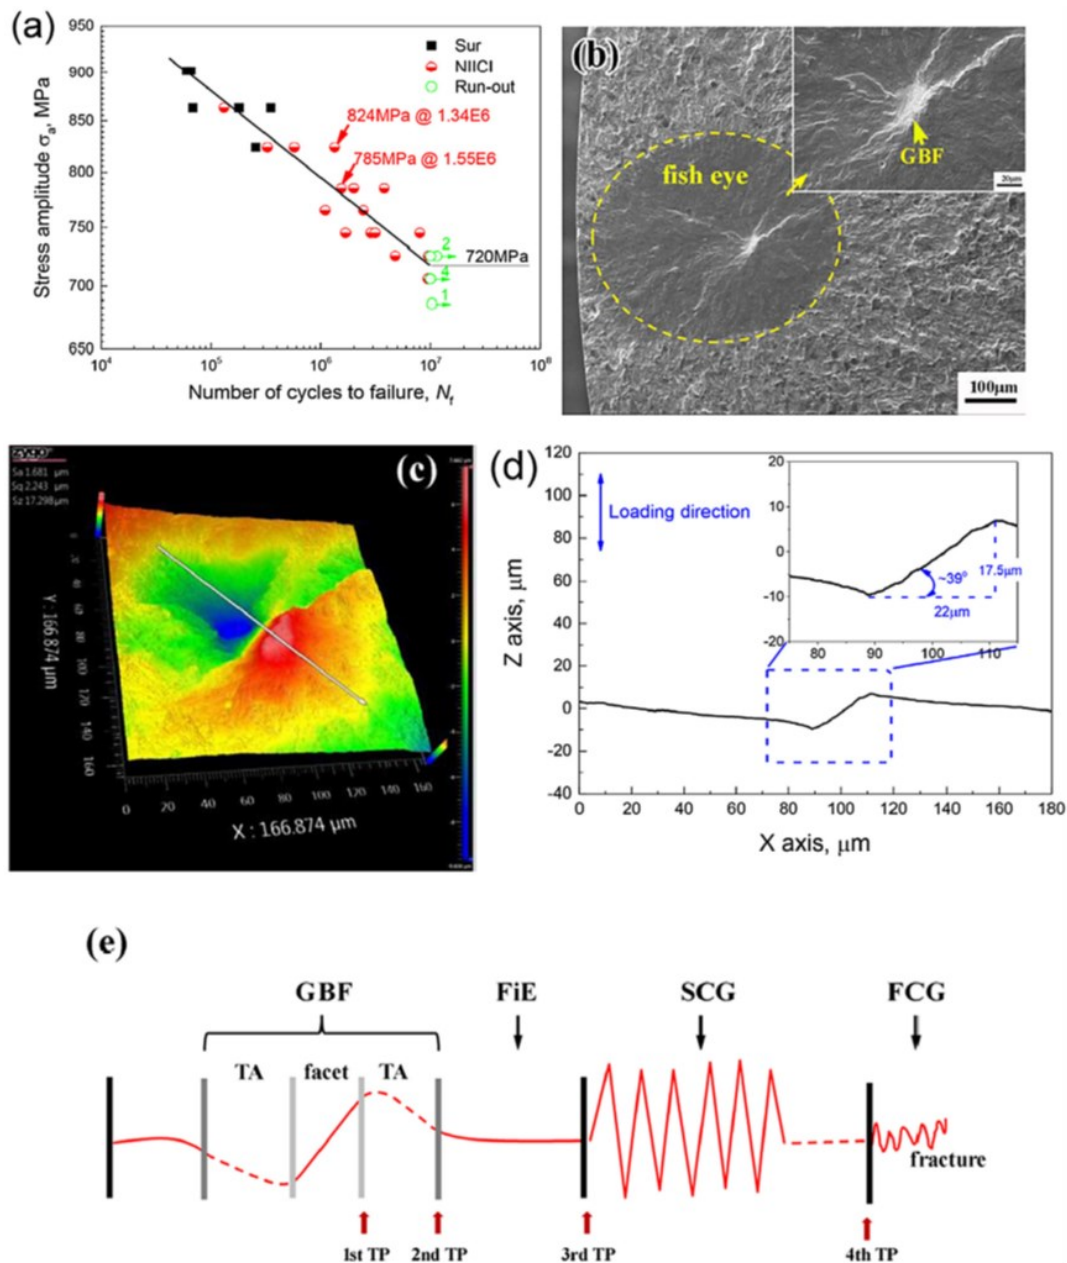 (a)
950
900
850
800
750
700
650
Stress amplitude σa, MPa
Sur
NIICI
Run-out
824MPa @ 1.34E6
785MPa @ 1.55E6
2
720MPa
4
1
10^4 10^5 10^6 10^7 10^8
Number of cycles to failure, Nf
(b)
fish eye
GBF
20μm
100μm
(c)
zygo
Sa 1.681 μm
Sq 2.243 μm
Sz 17.298 μm
Y : 166.874 μm
0 20 40 60 80 100 120 140 160
X : 166.874 μm
(d)
120
100
80
60
40
20
0
-20
-40
Z axis, μm
Loading direction
20
10
0
-10
-20
~39°
17.5μm
22μm
80 90 100 110
0 20 40 60 80 100 120 140 160 180
X axis, μm
(e)
GBF FiE SCG FCG
TA facet TA
fracture
1st TP 2nd TP 3rd TP 4th TP